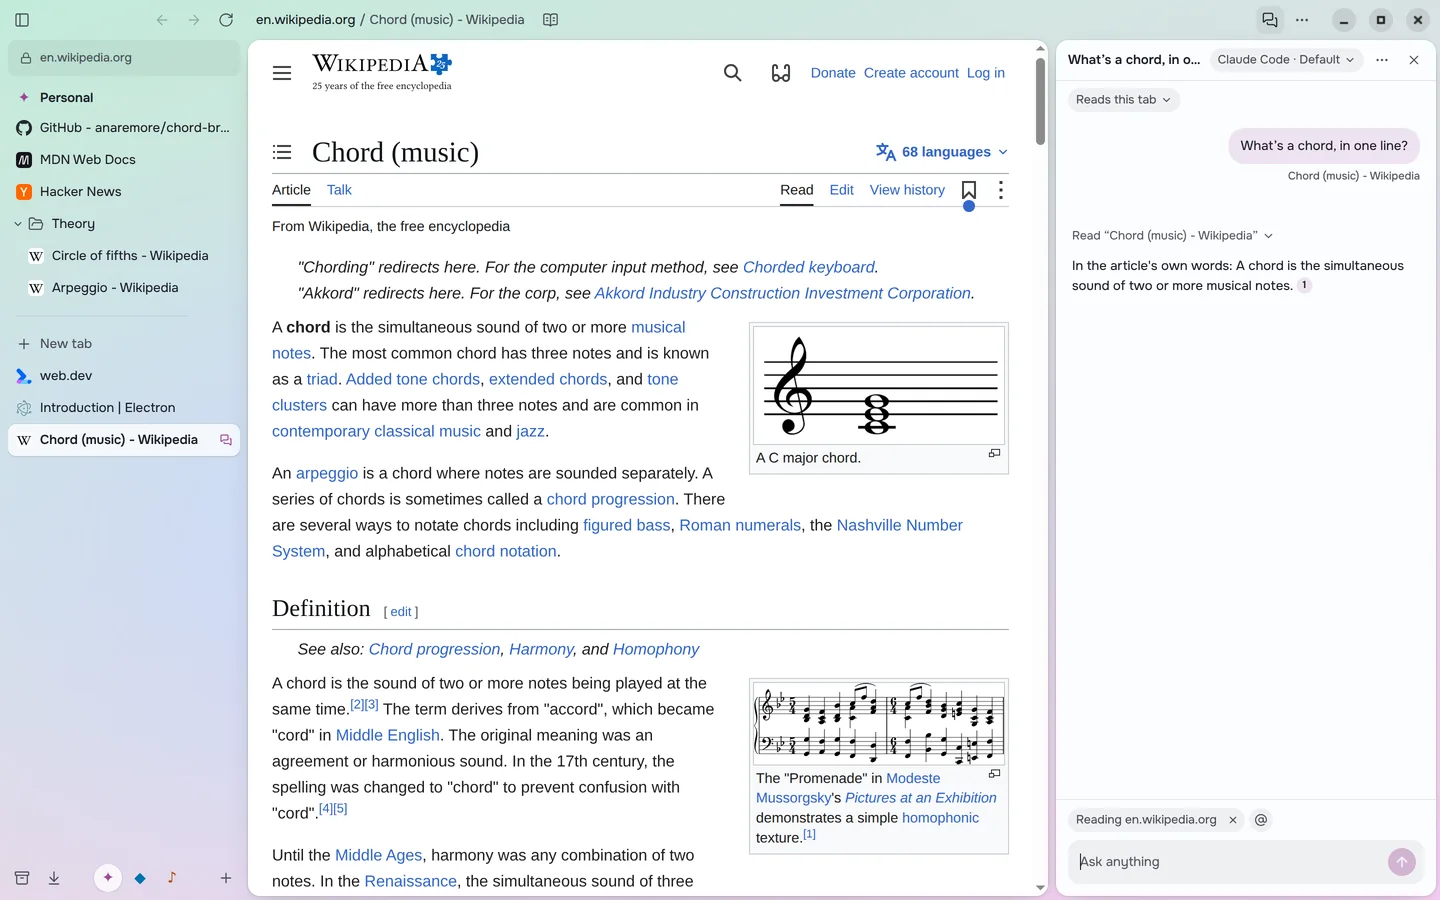 en.wikipedia.org / Chord (music) - Wikipedia
en.wikipedia.org
Personal
GitHub - anaremore/chord-br...
MDN Web Docs
Hacker News
Theory
Circle of fifths - Wikipedia
Arpeggio - Wikipedia
New tab
web.dev
Introduction | Electron
Chord (music) - Wikipedia
WIKIPEDIA 25
25 years of the free encyclopedia
Donate Create account Log in
Chord (music)
68 languages
Article Talk
Read Edit View history
From Wikipedia, the free encyclopedia
"Chording" redirects here. For the computer input method, see Chorded keyboard.
"Akkord" redirects here. For the corp, see Akkord Industry Construction Investment Corporation.
A chord is the simultaneous sound of two or more musical
notes. The most common chord has three notes and is known
as a triad. Added tone chords, extended chords, and tone
clusters can have more than three notes and are common in
contemporary classical music and jazz.
A C major chord.
An arpeggio is a chord where notes are sounded separately. A
series of chords is sometimes called a chord progression. There
are several ways to notate chords including figured bass, Roman numerals, the Nashville Number
System, and alphabetical chord notation.
Definition [ edit ]
See also: Chord progression, Harmony, and Homophony
A chord is the sound of two or more notes being played at the
same time.[2][3] The term derives from "accord", which became
"cord" in Middle English. The original meaning was an
agreement or harmonious sound. In the 17th century, the
spelling was changed to "chord" to prevent confusion with
"cord".[4][5]
The "Promenade" in Modeste
Mussorgsky's Pictures at an Exhibition
demonstrates a simple homophonic
texture.[1]
Until the Middle Ages, harmony was any combination of two
notes. In the Renaissance, the simultaneous sound of three
What's a chord, in o...
Claude Code · Default
Reads this tab
What's a chord, in one line?
Chord (music) - Wikipedia
Read “Chord (music) - Wikipedia”
In the article's own words: A chord is the simultaneous
sound of two or more musical notes. 1
Reading en.wikipedia.org
Ask anything